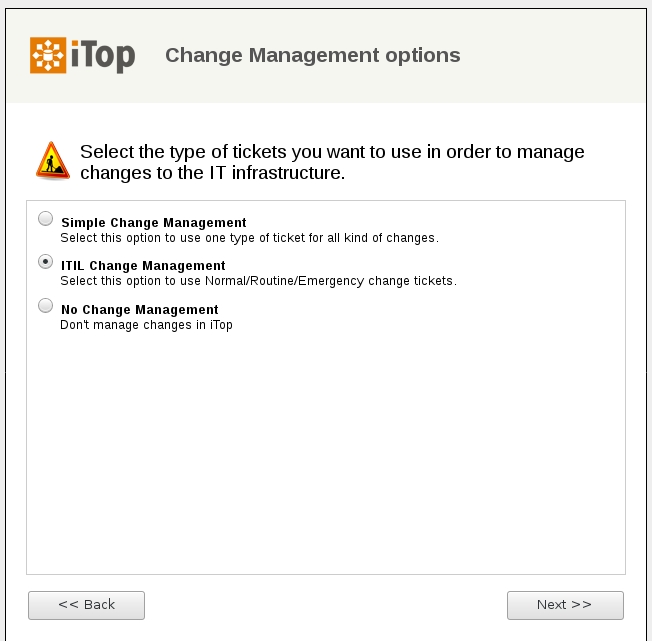 iTop
Change Management options
Select the type of tickets you want to use in order to manage
changes to the IT infrastructure.
Simple Change Management
Select this option to use one type of ticket for all kind of changes.
ITIL Change Management
Select this option to use Normal/Routine/Emergency change tickets.
No Change Management
Don't manage changes in iTop
<< Back
Next >>